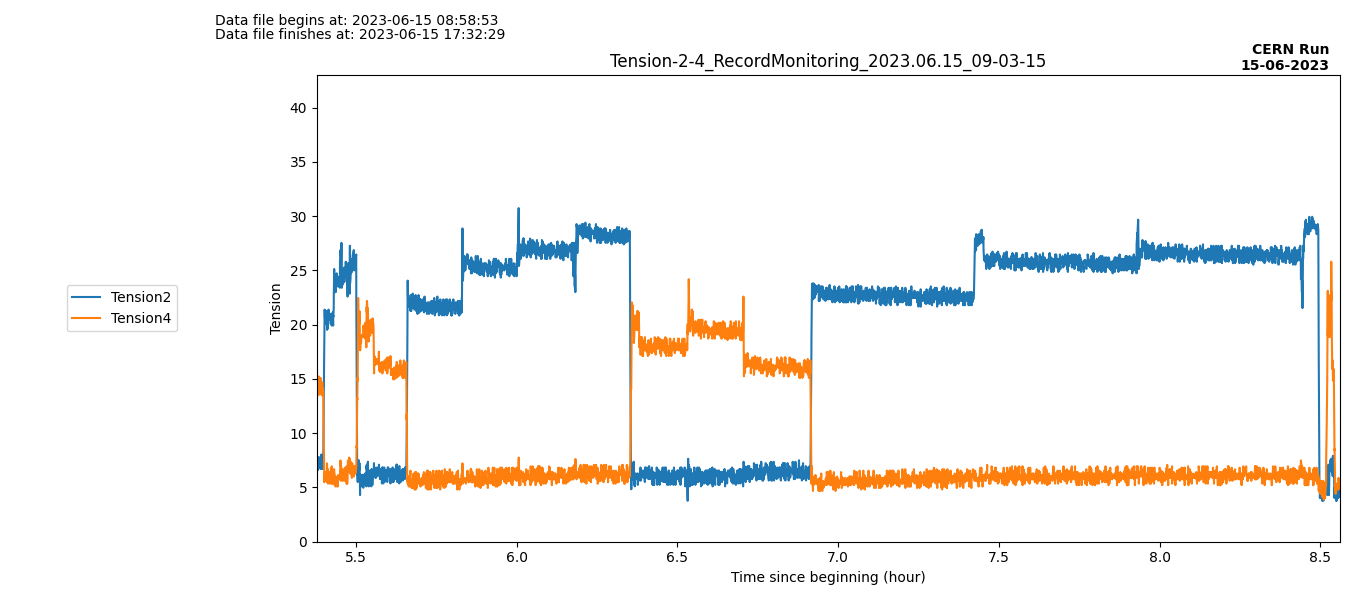 Data file begins at: 2023-06-15 08:58:53
Data file finishes at: 2023-06-15 17:32:29
CERN Run
15-06-2023
Tension-2-4_RecordMonitoring_2023.06.15_09-03-15
40
35
30
25
20
15
10
5
0
Tension
Tension2
Tension4
5.5
6.0
6.5
7.0
7.5
8.0
8.5
Time since beginning (hour)